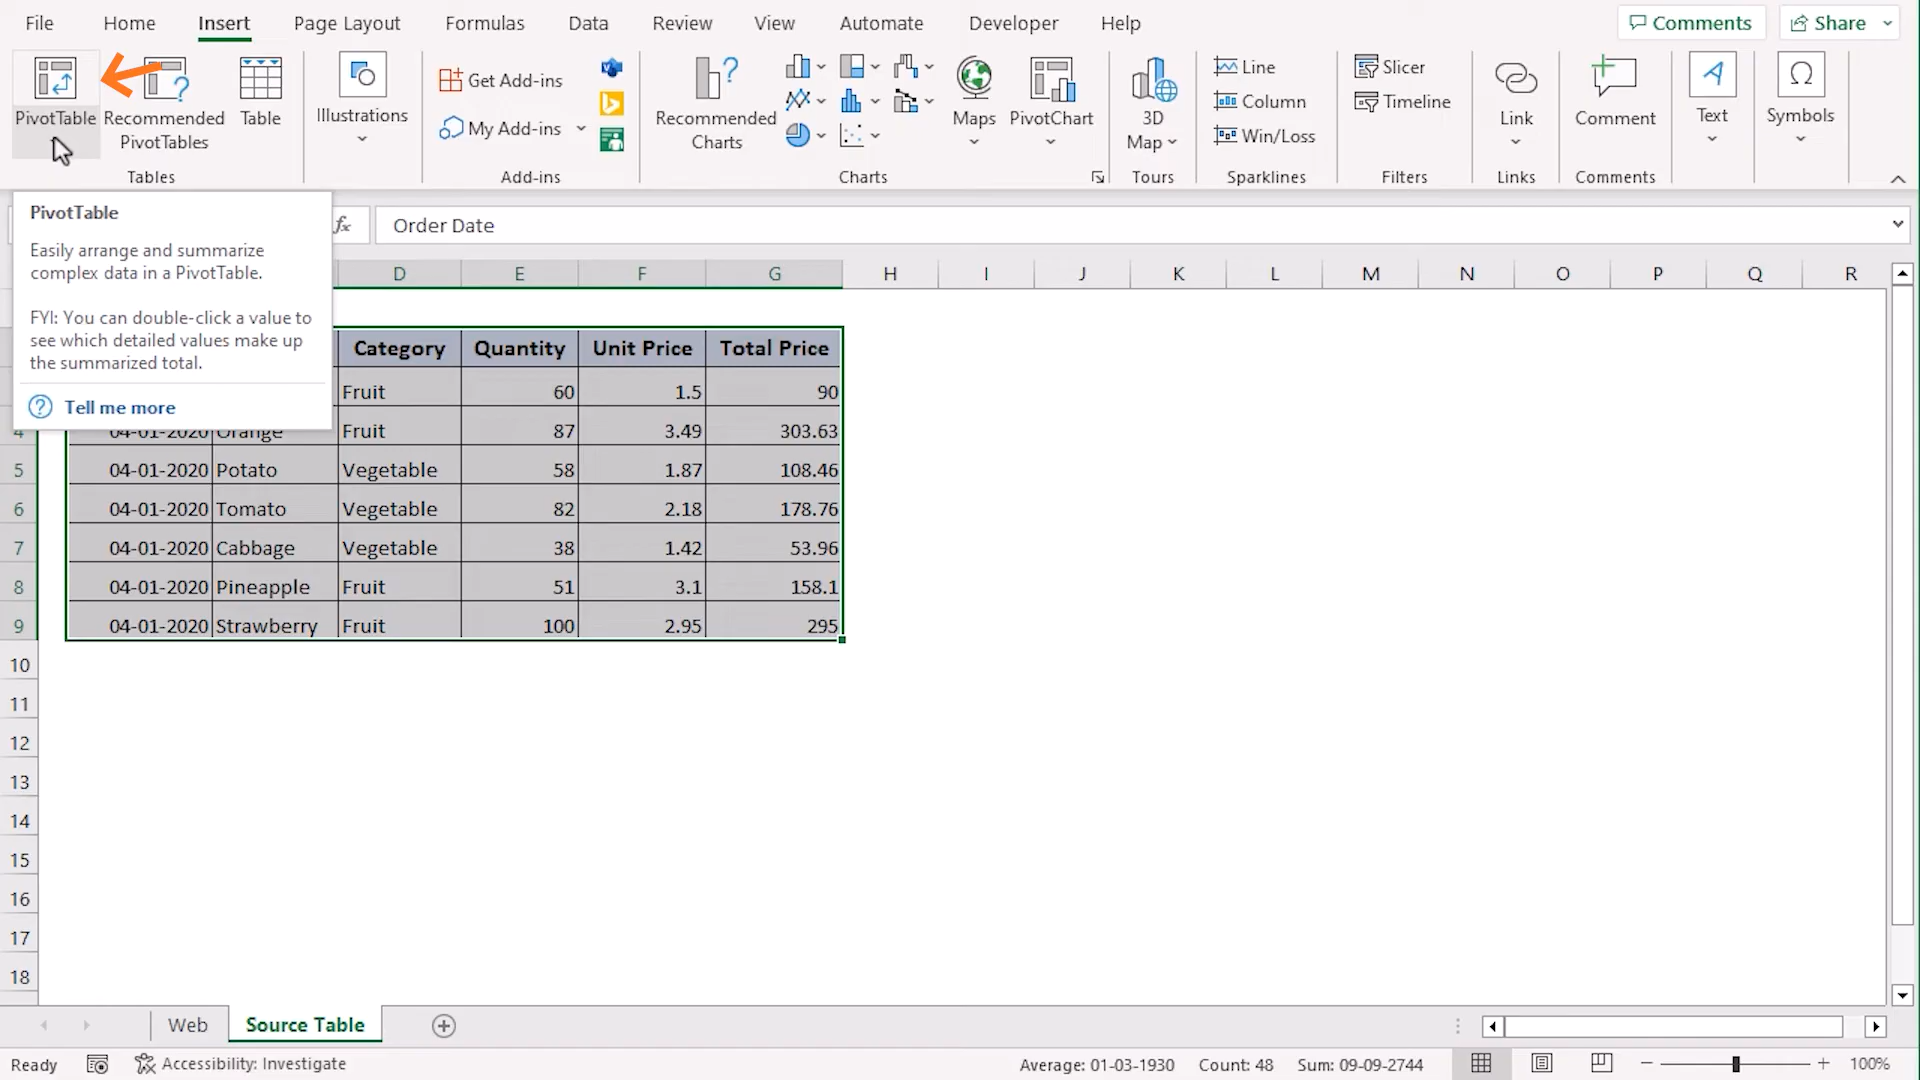 File Home Insert Page Layout Formulas Data Review View Automate Developer Help Comments Share
PivotTable
Recommended
PivotTables
Table
Tables
Illustrations
Get Add-ins
My Add-ins
Add-ins
Recommended
Charts
Maps
PivotChart
Charts
3D
Map
Tours
Line
Column
Win/Loss
Sparklines
Slicer
Timeline
Filters
Link
Links
Comment
Comments
Text
Symbols
fx Order Date
PivotTable
Easily arrange and summarize
complex data in a PivotTable.
FYI: You can double-click a value to
see which detailed values make up
the summarized total.
Tell me more
D E F G H I J K L M N O P Q R
Category Quantity Unit Price Total Price
Fruit 60 1.5 90
4 04-01-2020 Orange Fruit 87 3.49 303.63
5 04-01-2020 Potato Vegetable 58 1.87 108.46
6 04-01-2020 Tomato Vegetable 82 2.18 178.76
7 04-01-2020 Cabbage Vegetable 38 1.42 53.96
8 04-01-2020 Pineapple Fruit 51 3.1 158.1
9 04-01-2020 Strawberry Fruit 100 2.95 295
10
11
12
13
14
15
16
17
18
Web Source Table
Ready Accessibility: Investigate Average: 01-03-1930 Count: 48 Sum: 09-09-2744 100%